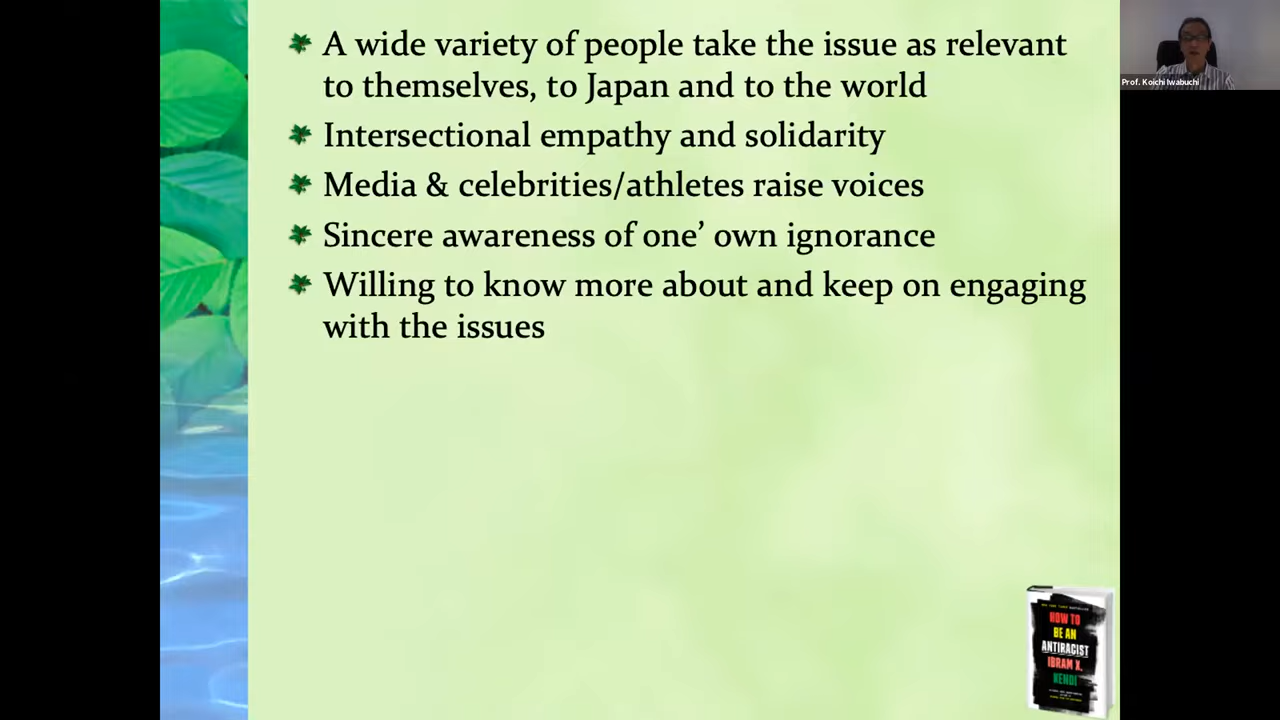 A wide variety of people take the issue as relevant
to themselves, to Japan and to the world
Intersectional empathy and solidarity
Media & celebrities/athletes raise voices
Sincere awareness of one’ own ignorance
Willing to know more about and keep on engaging
with the issues
Prof. Koichi Iwabuchi
HOW TO
BE AN
ANTIRACIST
IBRAM X.
KENDI